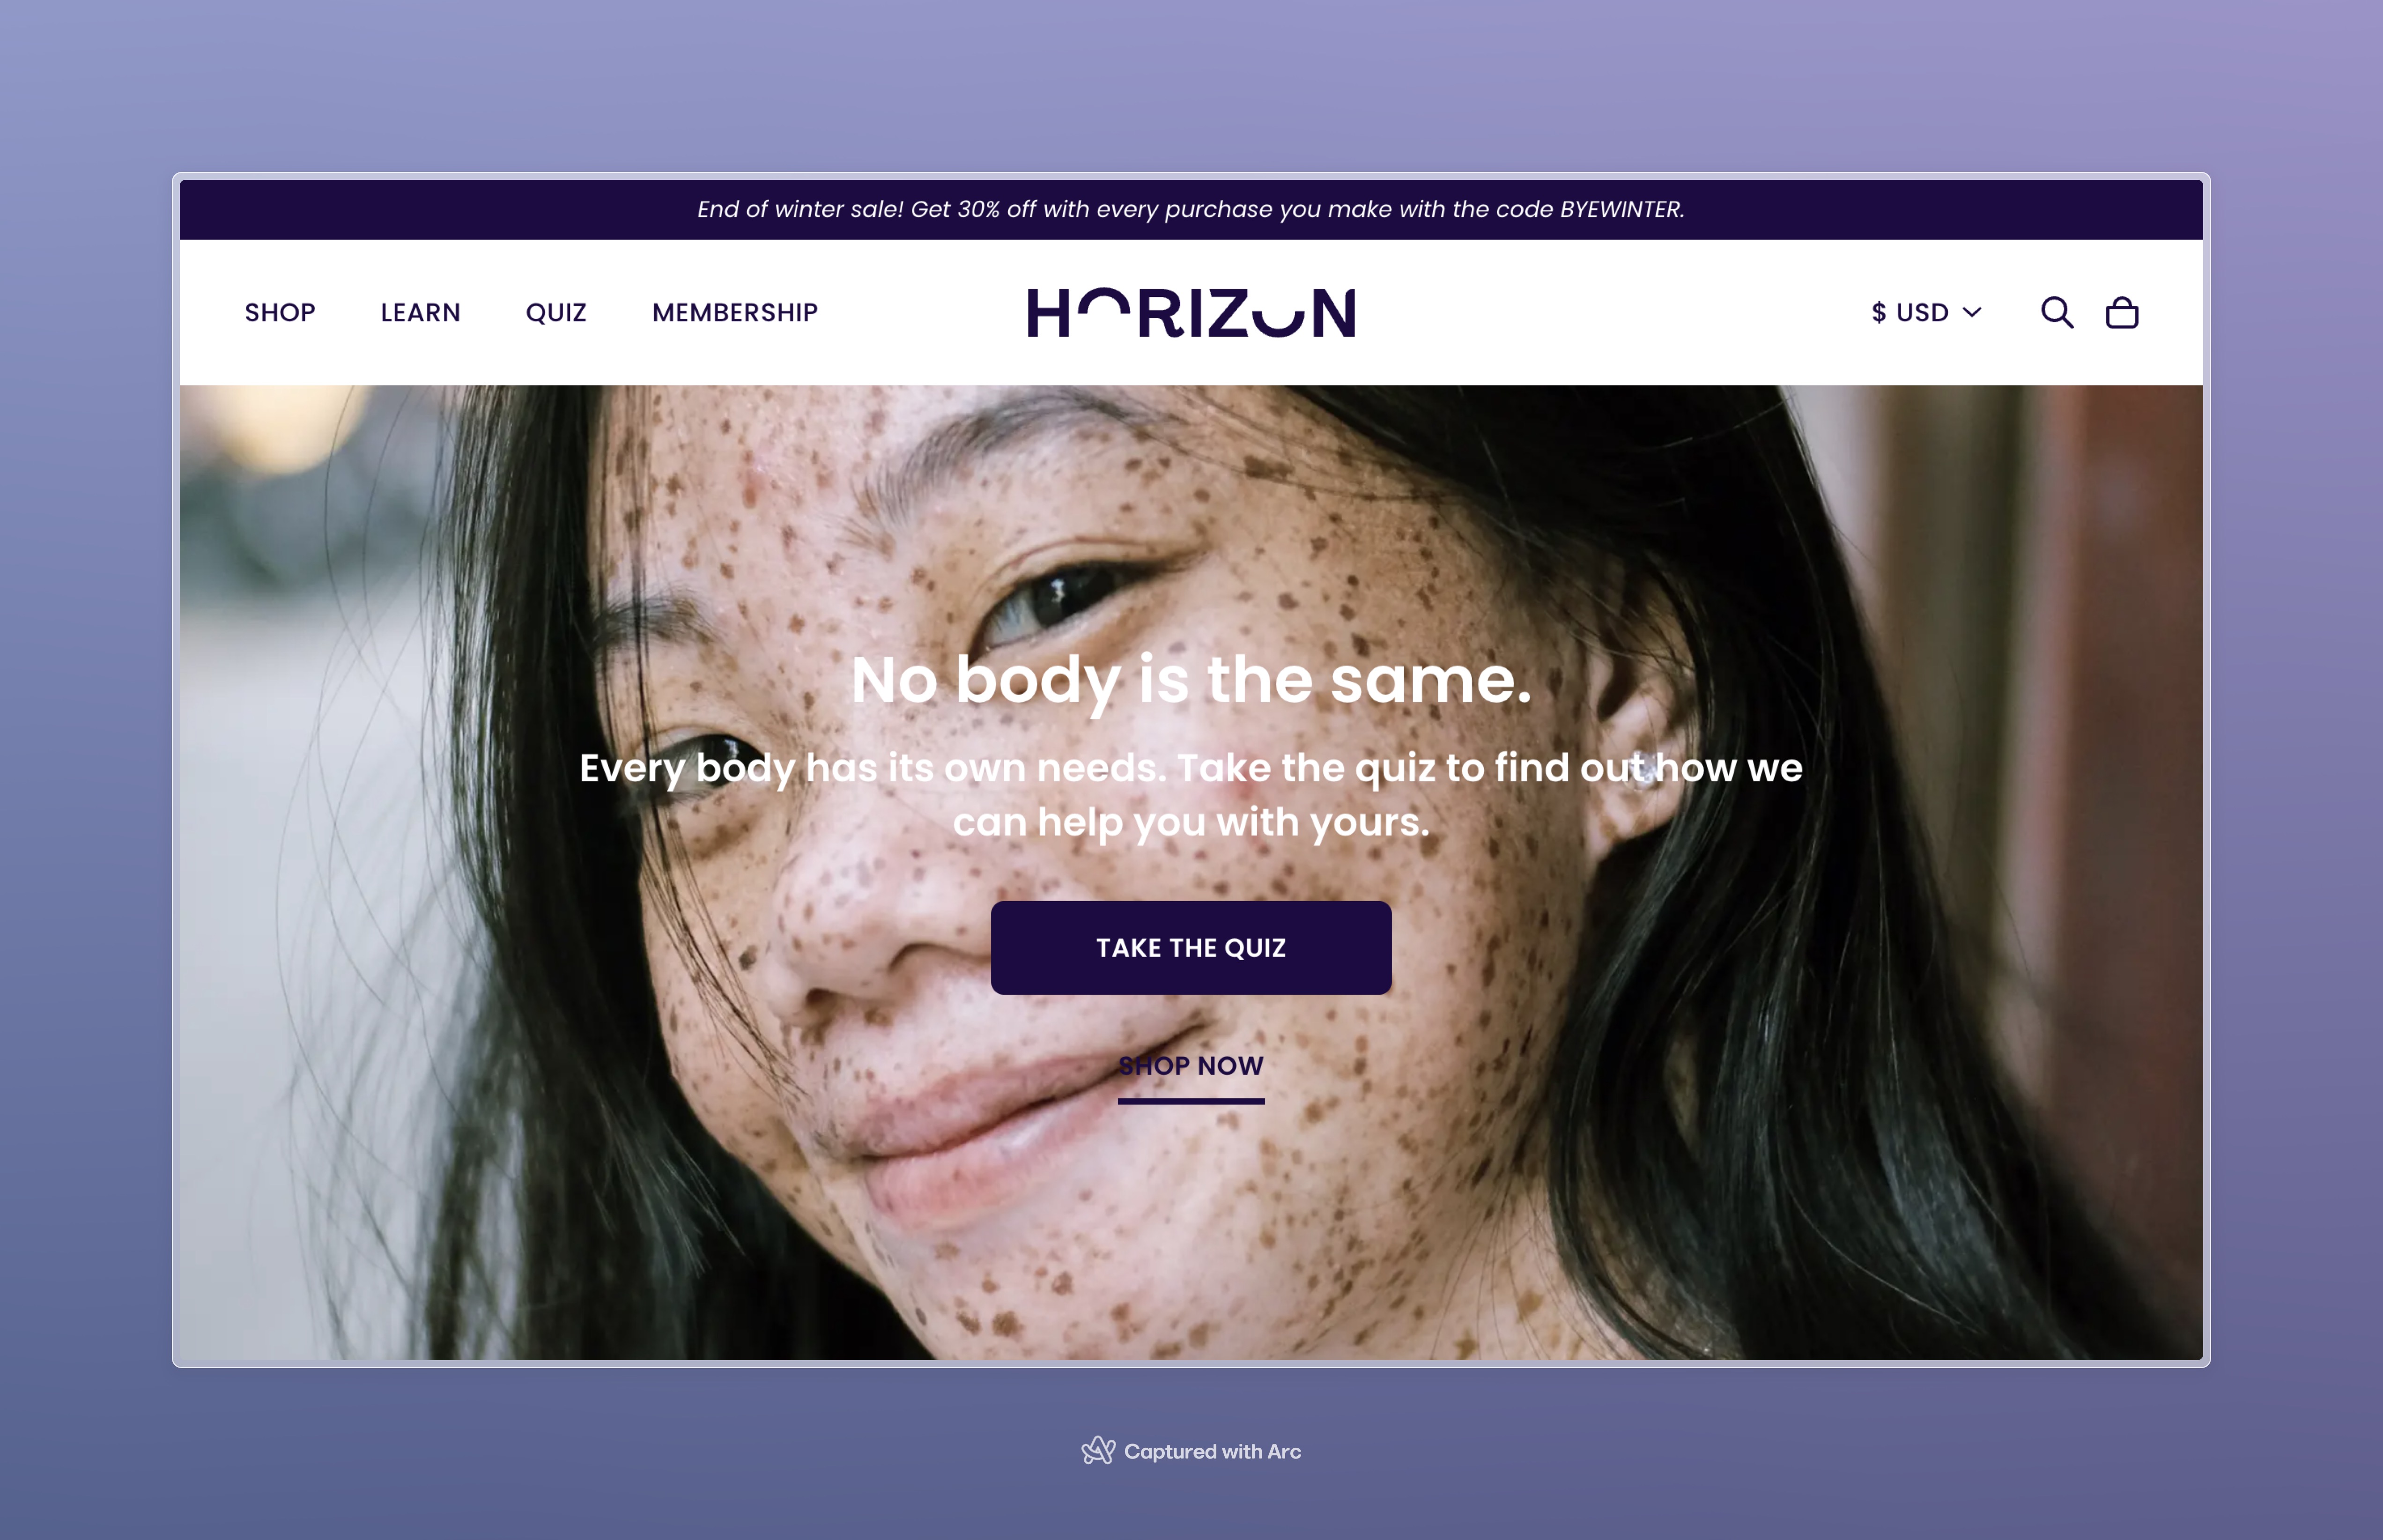 End of winter sale! Get 30% off with every purchase you make with the code BYEWINTER.
SHOP LEARN QUIZ MEMBERSHIP HORIZON $ USD
No body is the same.
Every body has its own needs. Take the quiz to find out how we
can help you with yours.
TAKE THE QUIZ
SHOP NOW
Captured with Arc